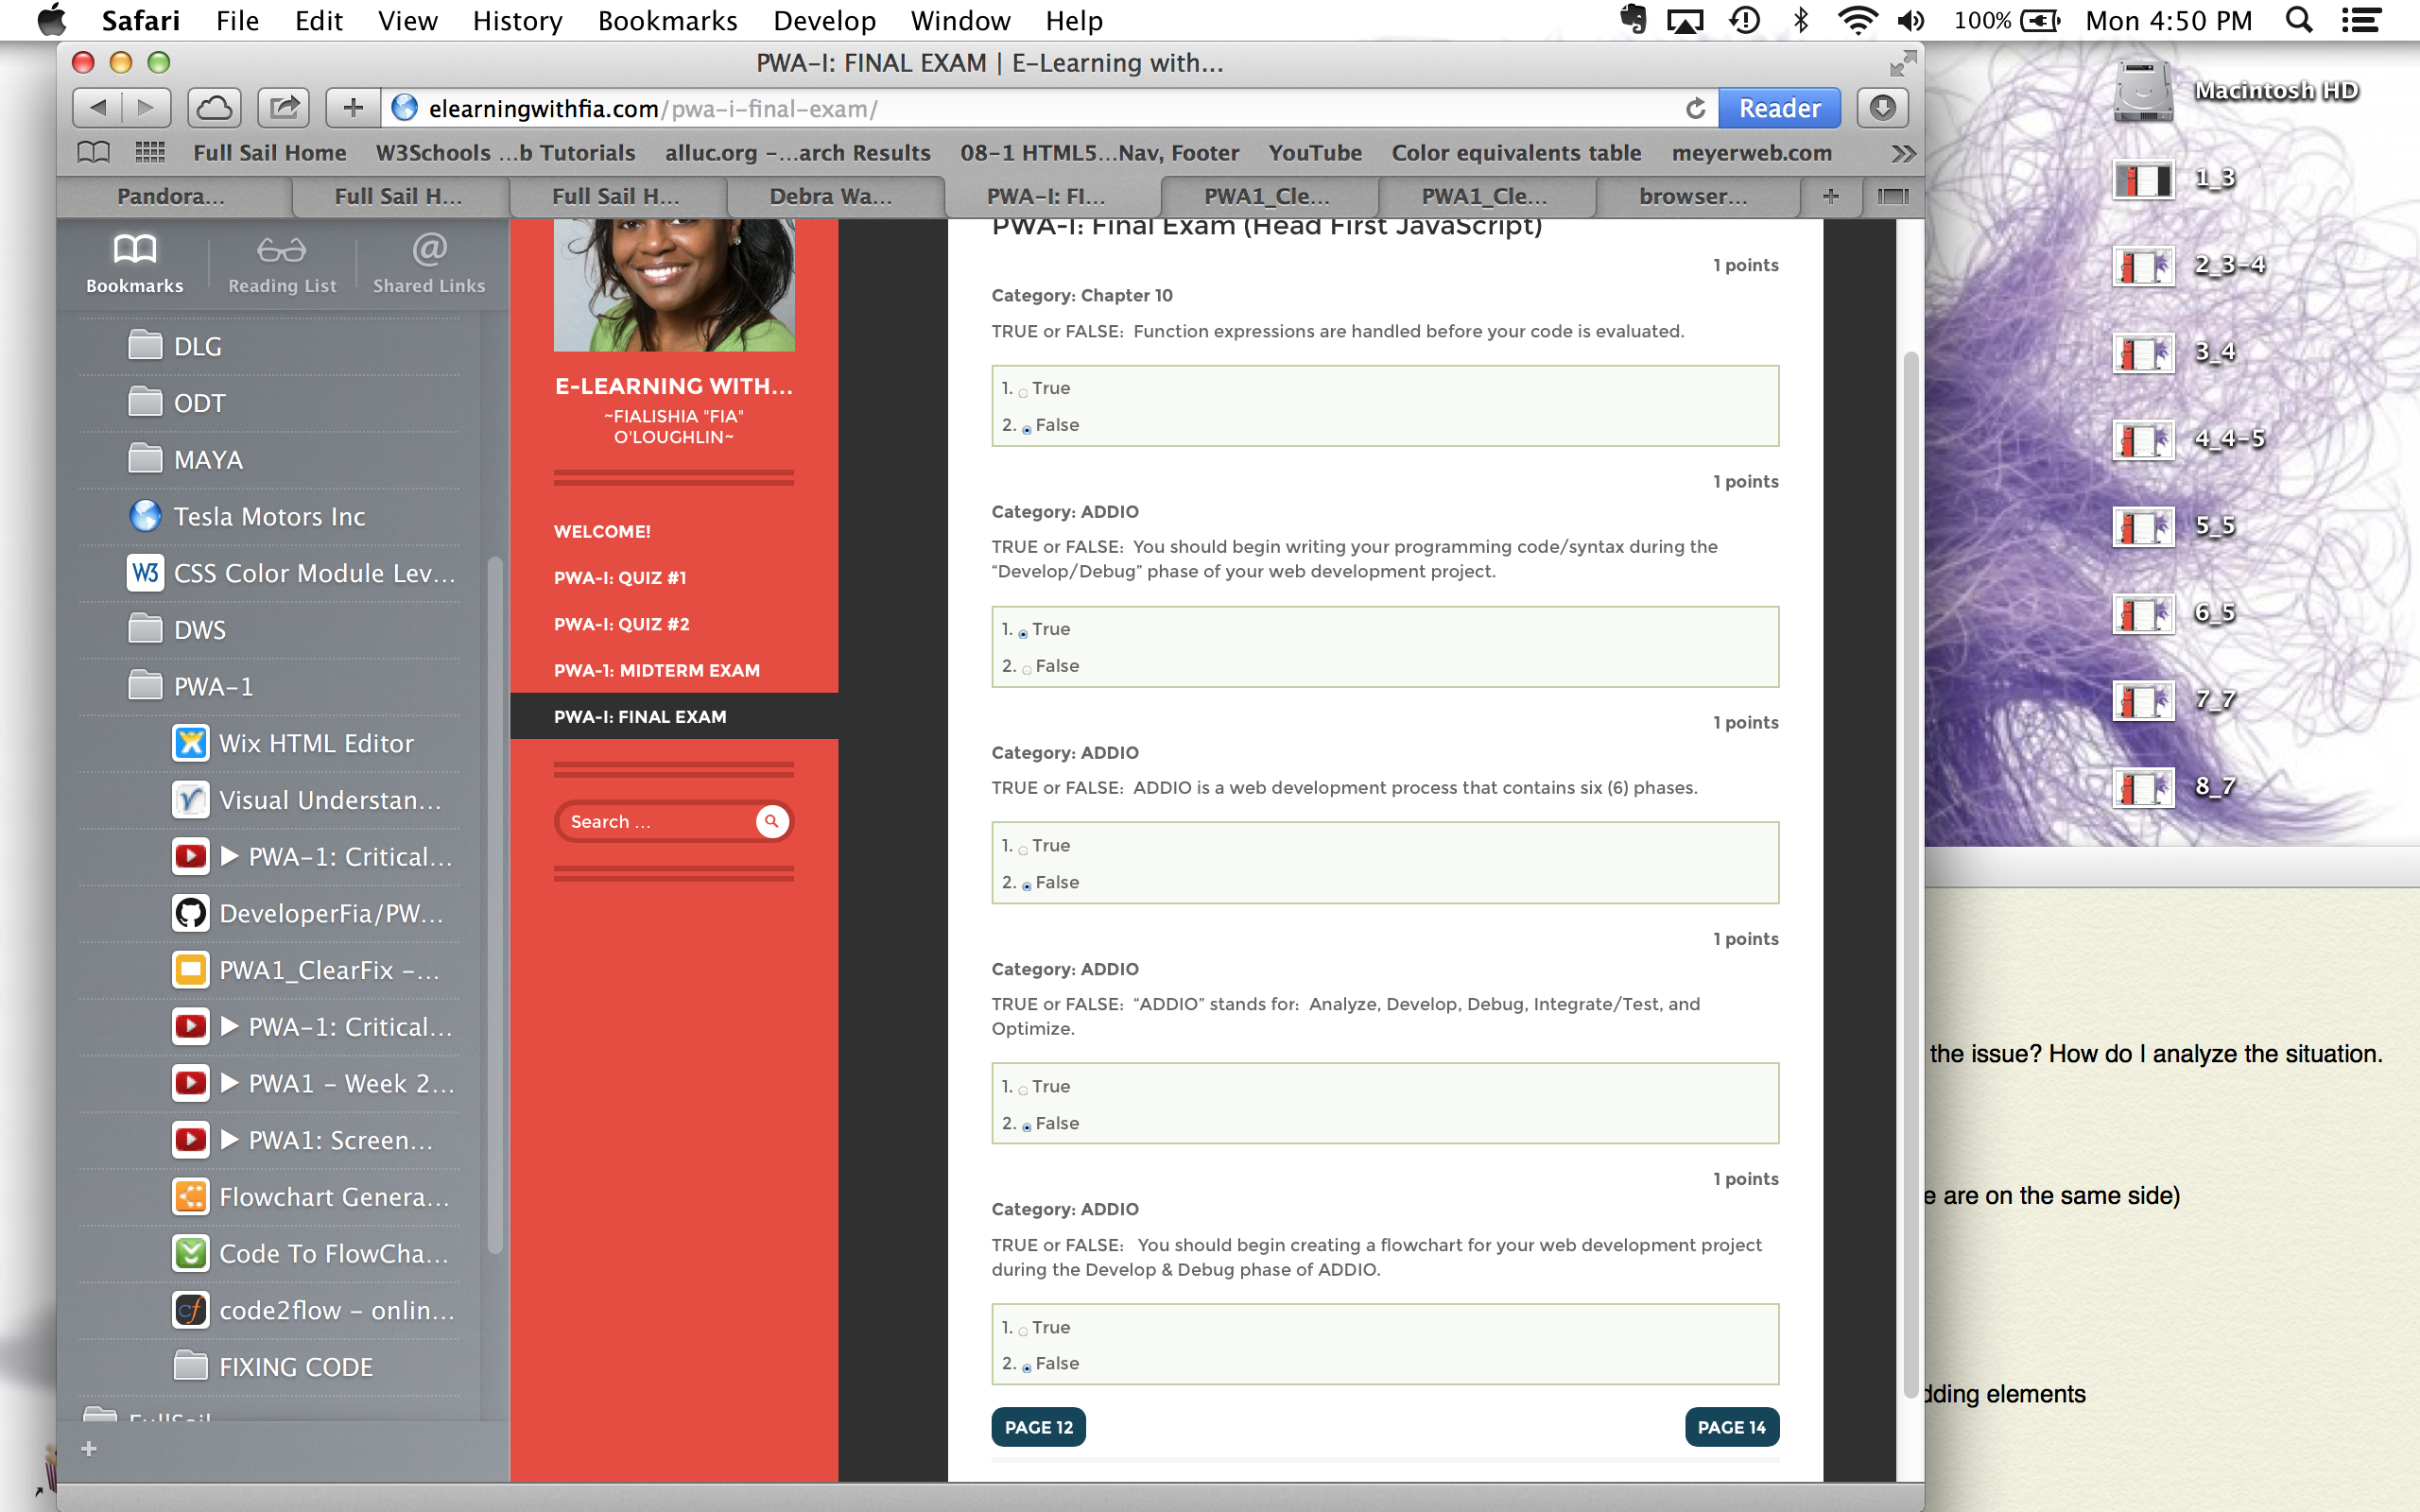 Safari File Edit View History Bookmarks Develop Window Help 100% Mon 4:50 PM
PWA-I: FINAL EXAM | E-Learning with...
elearningwithfia.com/pwa-i-final-exam/ Reader
Full Sail Home W3Schools ...b Tutorials alluc.org -...arch Results 08-1 HTML5...Nav, Footer YouTube Color equivalents table meyerweb.com
Pandora... Full Sail H... Full Sail H... Debra Wa... PWA-I: FI... PWA1_Cle... PWA1_Cle... browser...
Bookmarks Reading List Shared Links
DLG
ODT
MAYA
Tesla Motors Inc
W3 CSS Color Module Lev...
DWS
PWA-1
Wix HTML Editor
Visual Understan...
▶ PWA-1: Critical...
DeveloperFia/PW...
PWA1_ClearFix -...
▶ PWA-1: Critical...
▶ PWA1 - Week 2...
▶ PWA1: Screen...
Flowchart Genera...
Code To FlowCha...
cf code2flow - onlin...
FIXING CODE
FullSail
E-LEARNING WITH...
~FIALISHIA "FIA"
O'LOUGHLIN~
WELCOME!
PWA-I: QUIZ #1
PWA-I: QUIZ #2
PWA-1: MIDTERM EXAM
PWA-I: FINAL EXAM
Search ...
PWA-I: Final Exam (Head First JavaScript)
1 points
Category: Chapter 10
TRUE or FALSE: Function expressions are handled before your code is evaluated.
1. True
2. False
1 points
Category: ADDIO
TRUE or FALSE: You should begin writing your programming code/syntax during the
“Develop/Debug” phase of your web development project.
1. True
2. False
1 points
Category: ADDIO
TRUE or FALSE: ADDIO is a web development process that contains six (6) phases.
1. True
2. False
1 points
Category: ADDIO
TRUE or FALSE: “ADDIO” stands for: Analyze, Develop, Debug, Integrate/Test, and
Optimize.
1. True
2. False
1 points
Category: ADDIO
TRUE or FALSE: You should begin creating a flowchart for your web development project
during the Develop & Debug phase of ADDIO.
1. True
2. False
PAGE 12 PAGE 14
Macintosh HD
1_3
2_3-4
3_4
4_4-5
5_5
6_5
7_7
8_7
the issue? How do I analyze the situation.
e are on the same side)
dding elements